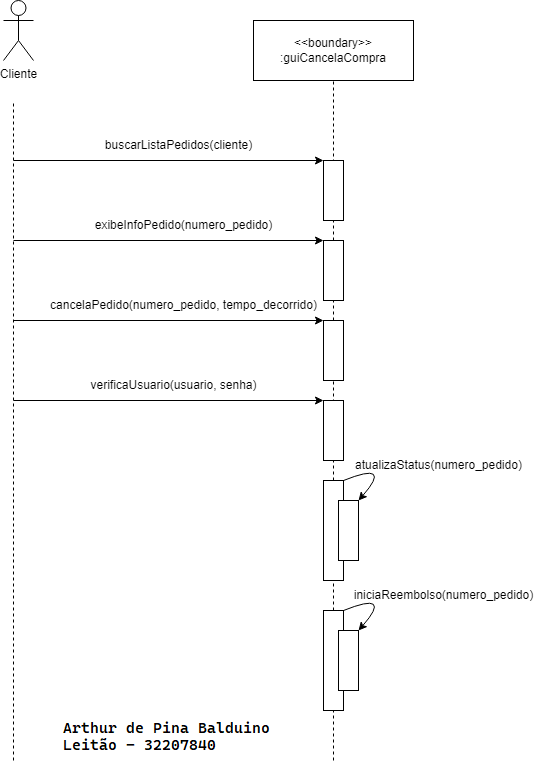 Cliente
<<boundary>>
:guiCancelaCompra
buscarListaPedidos(cliente)
exibeInfoPedido(numero_pedido)
cancelaPedido(numero_pedido, tempo_decorrido)
verificaUsuario(usuario, senha)
atualizaStatus(numero_pedido)
iniciaReembolso(numero_pedido)
Arthur de Pina Balduino
Leitão - 32207840